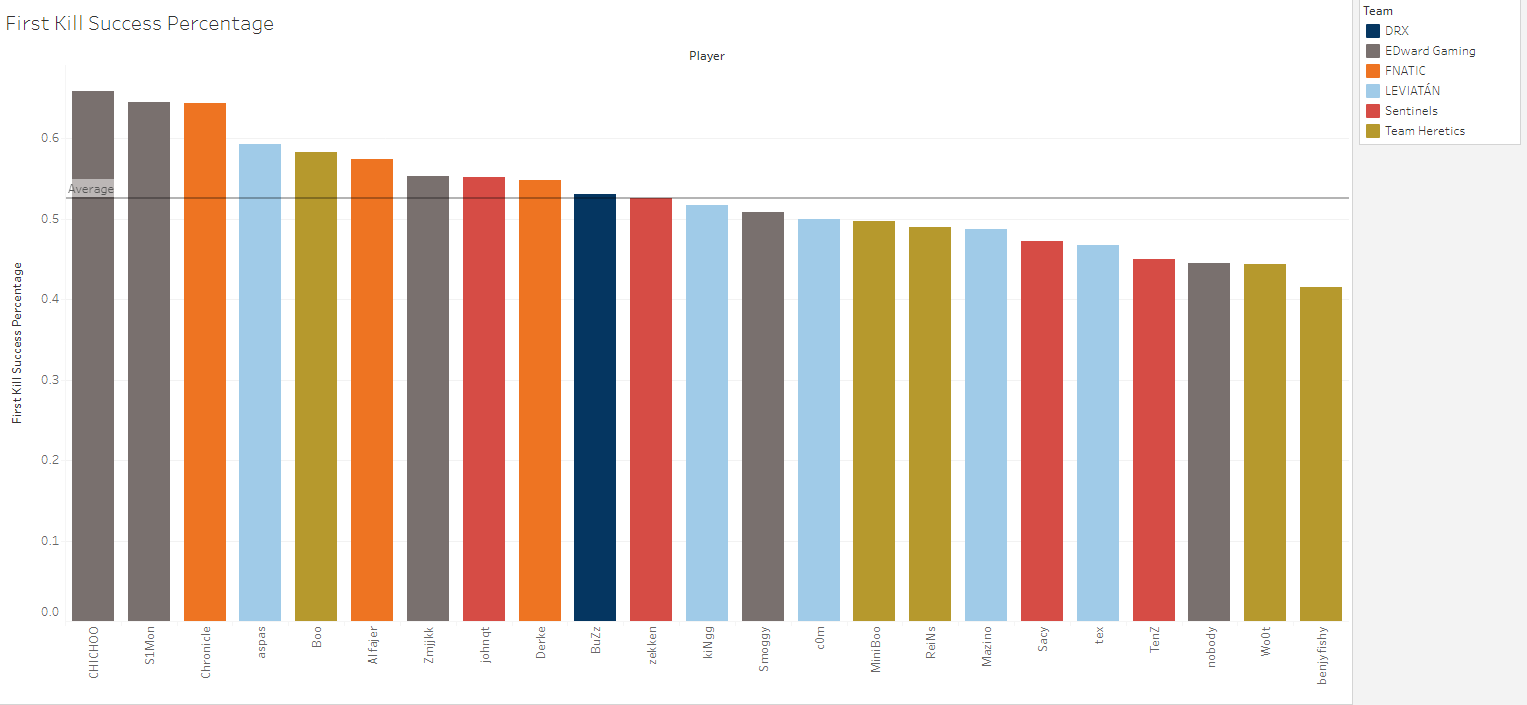 First Kill Success Percentage
Player
First Kill Success Percentage
0.6
0.5
0.4
0.3
0.2
0.1
0.0
Average
CHICHOO
S1Mon
Chronicle
aspas
Boo
Alfajer
Zmjjkk
johnqt
Derke
BuZz
zekken
kiNgg
Smoggy
c0m
MiniBoo
ReiNs
Mazino
Sacy
tex
TenZ
nobody
Wo0t
benjyfishy
Team
DRX
EDward Gaming
FNATIC
LEVIATÁN
Sentinels
Team Heretics